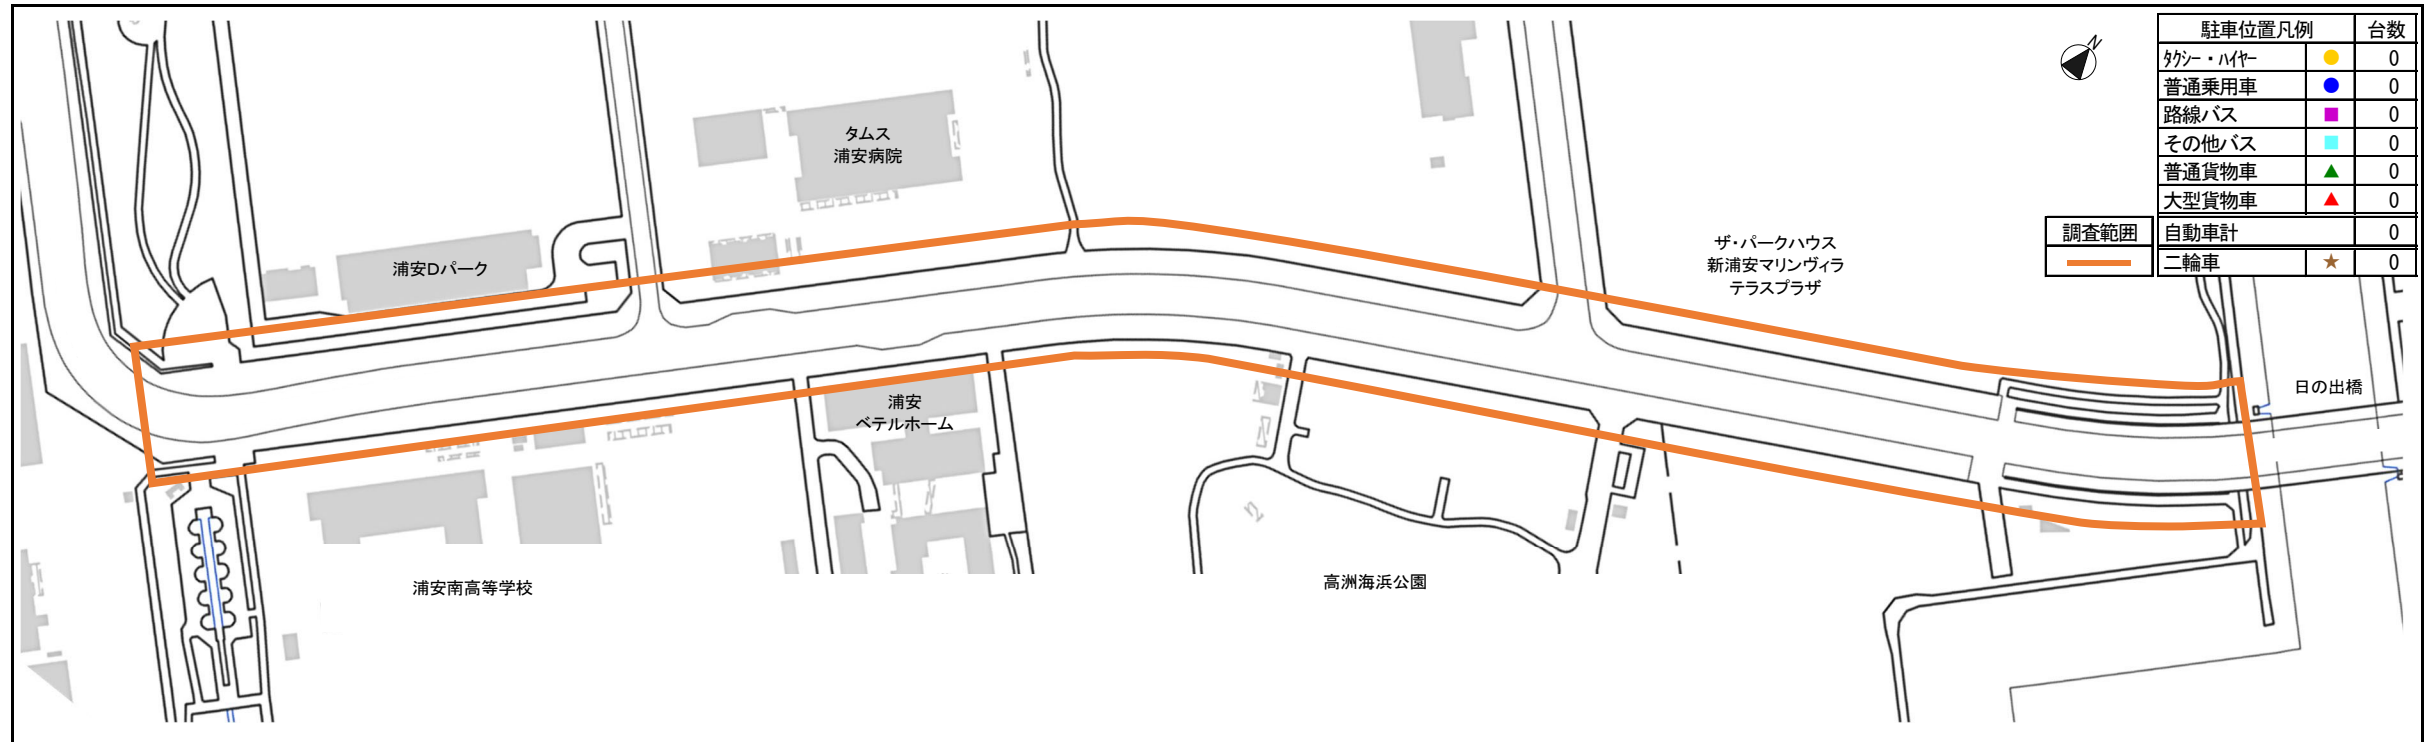 N
駐車位置凡例 台数
タクシー・ハイヤー 0
普通乗用車 0
路線バス 0
その他バス 0
普通貨物車 0
大型貨物車 0
調査範囲 自動車計 0
二輪車 0
タムス
浦安病院
浦安Dパーク
ザ・パークハウス
新浦安マリンヴィラ
テラスプラザ
日の出橋
浦安
ベテルホーム
浦安南高等学校
高洲海浜公園